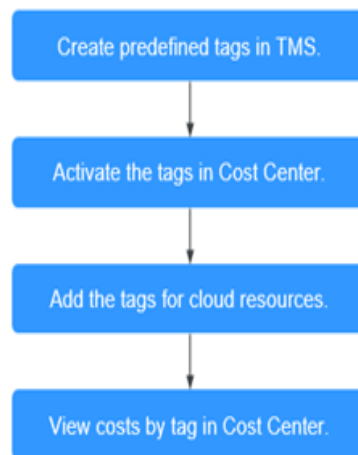 Create predefined tags in TMS.
Activate the tags in Cost Center.
Add the tags for cloud resources.
View costs by tag in Cost Center.